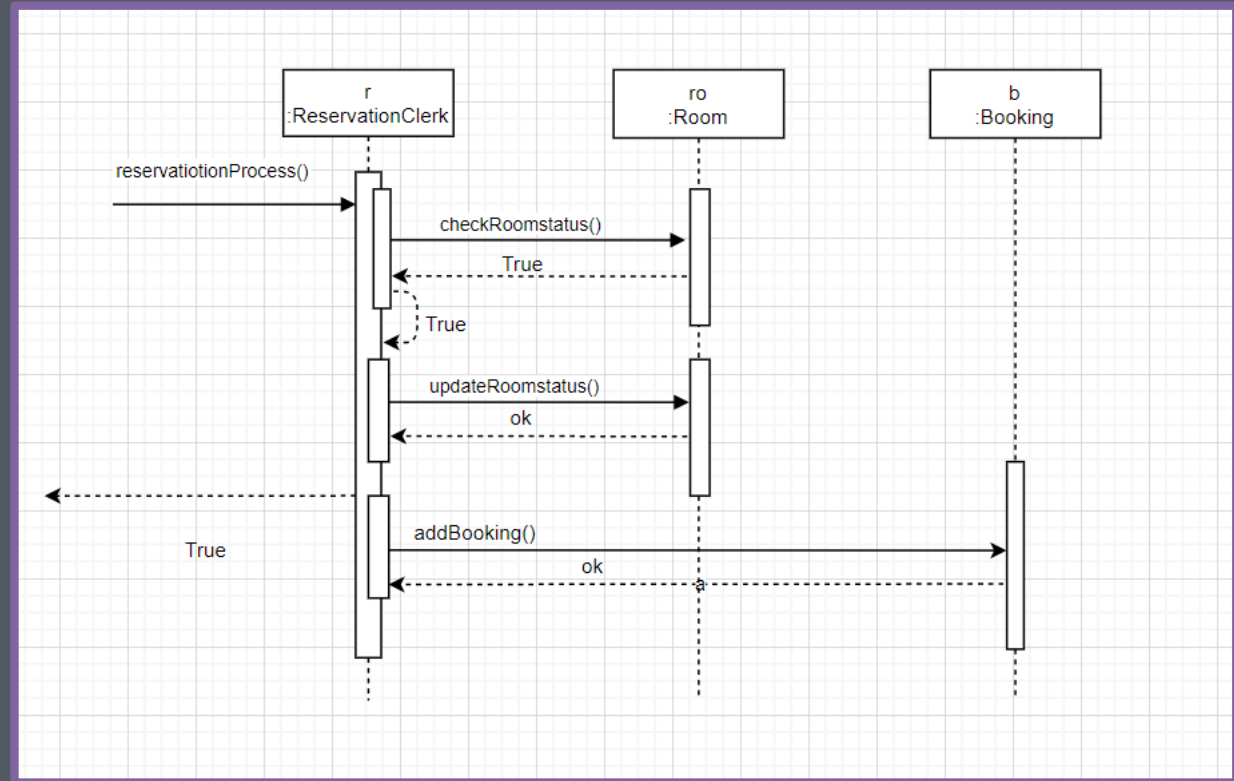 r
:ReservationClerk
ro
:Room
b
:Booking
reservatiotionProcess()
checkRoomstatus()
True
True
updateRoomstatus()
ok
addBooking()
True
ok
a